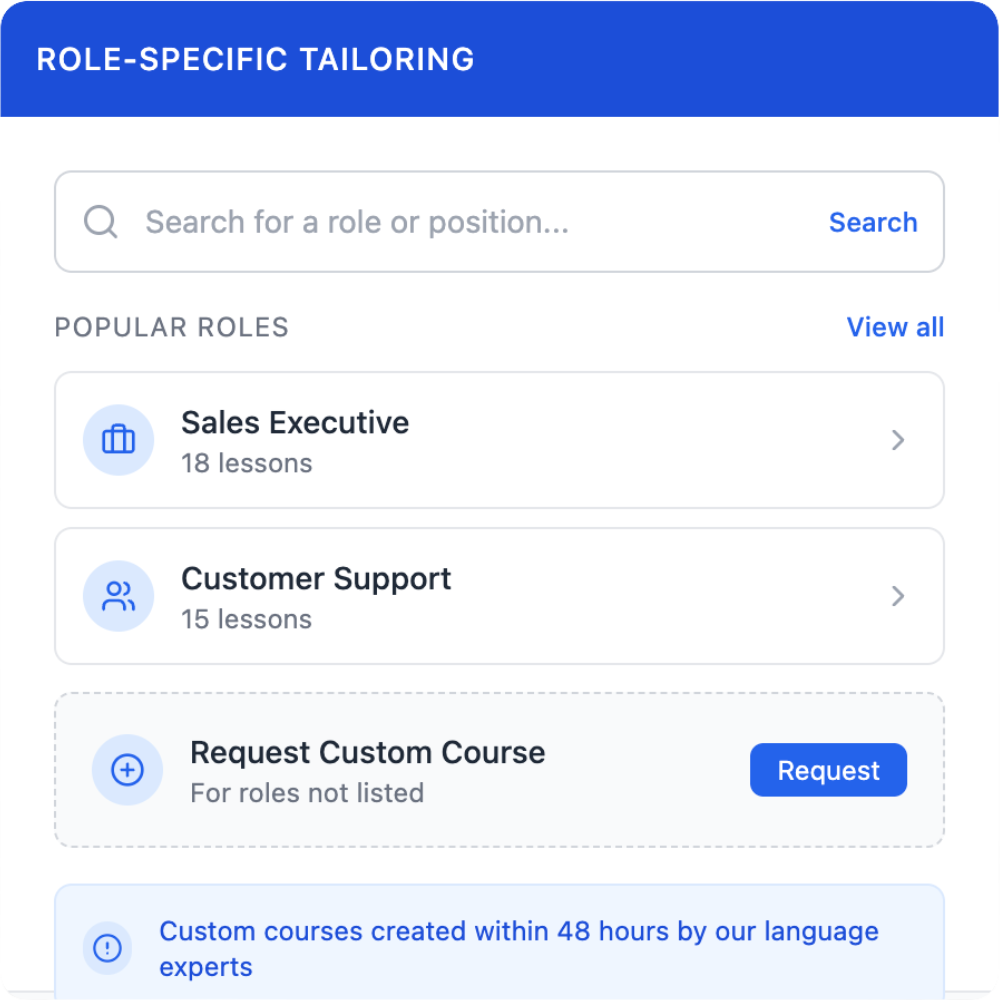 ROLE-SPECIFIC TAILORING
Search for a role or position...
Search
POPULAR ROLES
View all
Sales Executive
18 lessons
Customer Support
15 lessons
Request Custom Course
For roles not listed
Request
Custom courses created within 48 hours by our language
experts